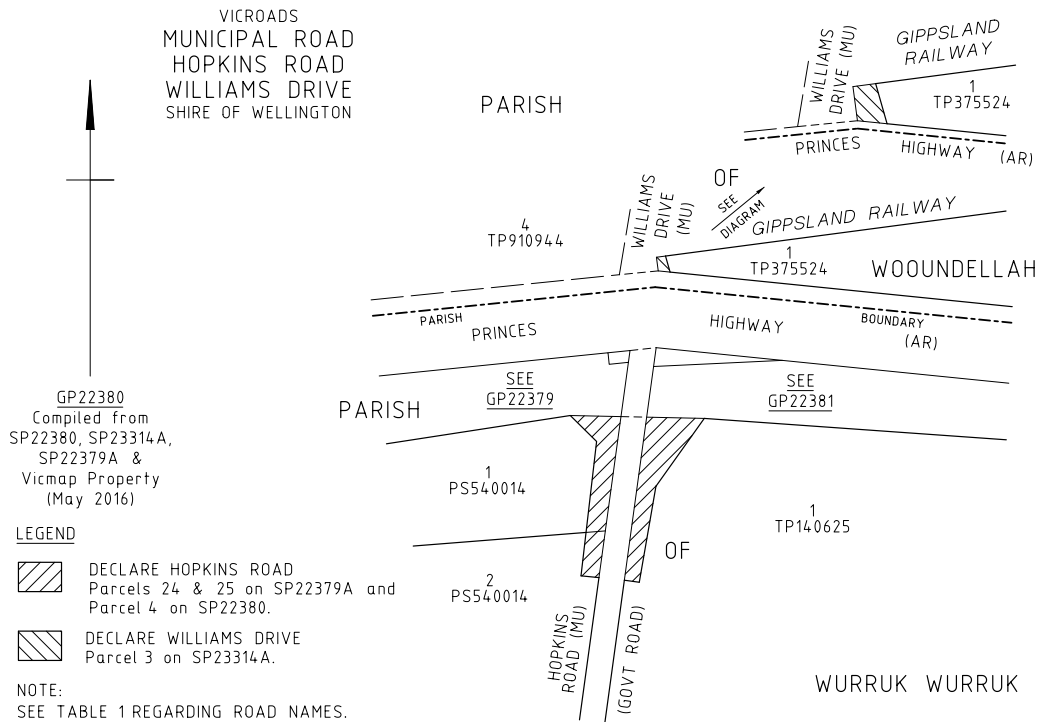 VICROADS
MUNICIPAL ROAD
HOPKINS ROAD
WILLIAMS DRIVE
SHIRE OF WELLINGTON
PARISH
WILLIAMS
DRIVE (MU)
GIPPSLAND
RAILWAY
1
TP375524
PRINCES
HIGHWAY
(AR)
OF
SEE
DIAGRAM
WILLIAMS
DRIVE
(MU)
GIPPSLAND RAILWAY
4
TP910944
1
TP375524
WOOUNDELLAH
PARISH
BOUNDARY
PRINCES
HIGHWAY
(AR)
SEE
GP22379
SEE
GP22381
PARISH
GP22380
Compiled from
SP22380, SP23314A,
SP22379A &
Vicmap Property
(May 2016)
1
PS540014
1
TP140625
OF
2
PS540014
HOPKINS
ROAD (MU)
(GOVT ROAD)
WURRUK WURRUK
LEGEND
DECLARE HOPKINS ROAD
Parcels 24 & 25 on SP22379A and
Parcel 4 on SP22380.
DECLARE WILLIAMS DRIVE
Parcel 3 on SP23314A.
NOTE:
SEE TABLE 1 REGARDING ROAD NAMES.